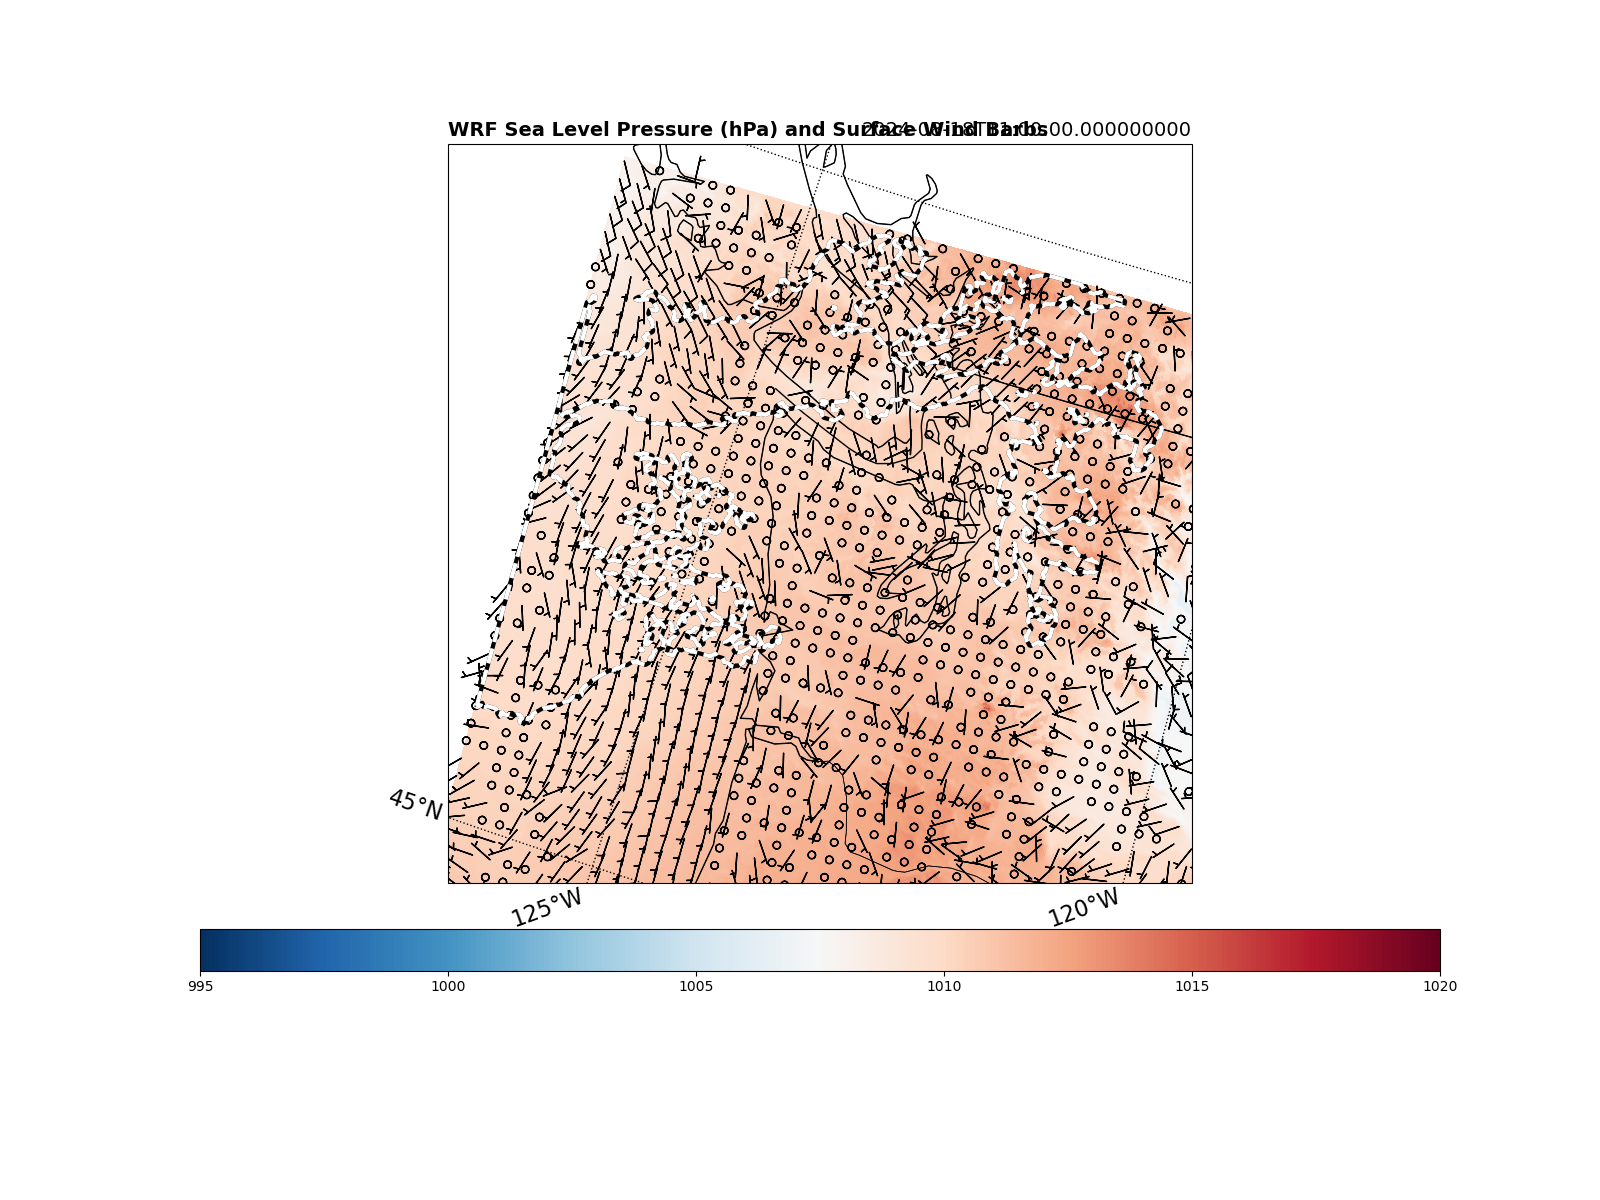 WRF Sea Level Pressure (hPa) and Surface Wind Barbs
45°N
125°W
120°W
995 1000 1005 1010 1015 1020